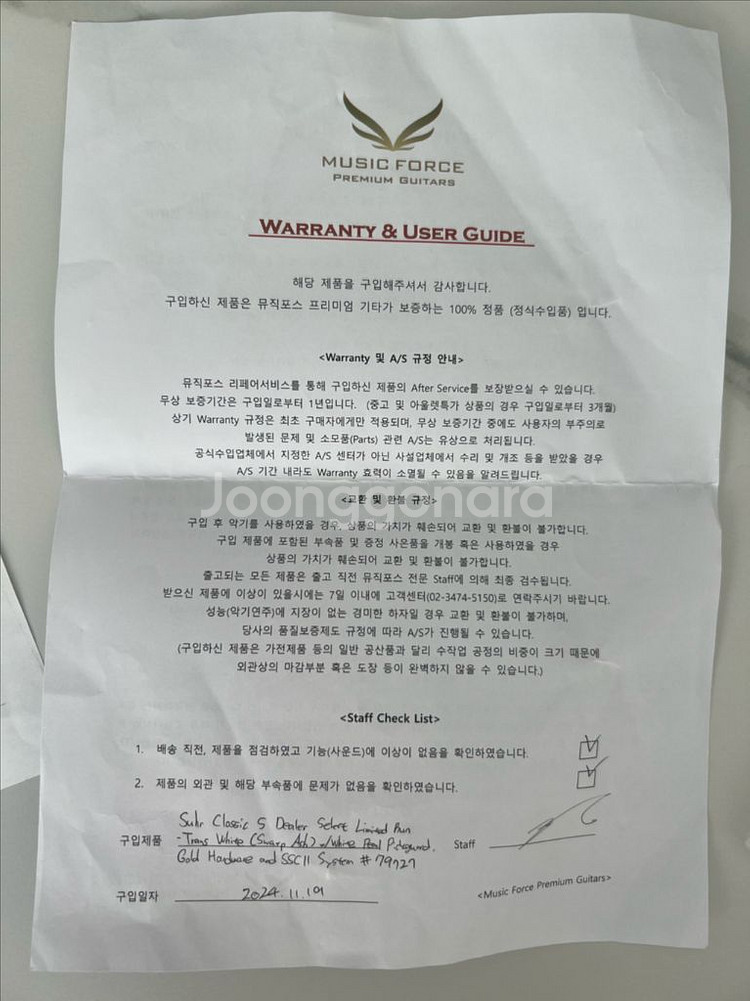 MUSIC FORCE
PREMIUM GUITARS
WARRANTY & USER GUIDE
해당 제품을 구입해주셔서 감사합니다.
구입하신 제품은 뮤직포스 프리미엄 기타가 보증하는 100% 정품 (정식수입품) 입니다.
<Warranty 및 A/S 규정 안내>
뮤직포스 리페어서비스를 통해 구입하신 제품의 After Service를 보장받으실 수 있습니다.
무상 보증기간은 구입일로부터 1년입니다. (중고 및 아울렛특가 상품의 경우 구입일로부터 3개월)
상기 Warranty 규정은 최초 구매자에게만 적용되며, 무상 보증기간 중에도 사용자의 부주의로
발생된 문제 및 소모품(Parts) 관련 A/S는 유상으로 처리됩니다.
공식수입업체에서 지정한 A/S 센터가 아닌 사설업체에서 수리 및 개조 등을 받았을 경우
A/S 기간 내라도 Warranty 효력이 소멸될 수 있음을 알려드립니다.
Joonggonara
<교환 및 환불 규정>
구입 후 악기를 사용하였을 경우, 상품의 가치가 훼손되어 교환 및 환불이 불가합니다.
구입 제품에 포함된 부속품 및 증정 사은품을 개봉 혹은 사용하였을 경우
상품의 가치가 훼손되어 교환 및 환불이 불가합니다.
출고되는 모든 제품은 출고 직전 뮤직포스 전문 Staff에 의해 최종 검수됩니다.
받으신 제품에 이상이 있을시에는 7일 이내에 고객센터(02-3474-5150)로 연락주시기 바랍니다.
성능(악기연주)에 지장이 없는 경미한 하자일 경우 교환 및 환불이 불가하며,
당사의 품질보증제도 규정에 따라 A/S가 진행될 수 있습니다.
(구입하신 제품은 가전제품 등의 일반 공산품과 달리 수작업 공정의 비중이 크기 때문에
외관상의 마감부분 혹은 도장 등이 완벽하지 않을 수 있습니다.)
<Staff Check List>
1. 배송 직전, 제품을 점검하였고 기능(사운드)에 이상이 없음을 확인하였습니다.
2. 제품의 외관 및 해당 부속품에 문제가 없음을 확인하였습니다.
Suhr Classic S Dealer Select Limited Run
구입제품 - Trans White (Swamp Ash) w/White Pearl Pickguard, Staff
Gold Hardware and SSCII System # 79727
구입일자 2024.11.19
<Music Force Premium Guitars>